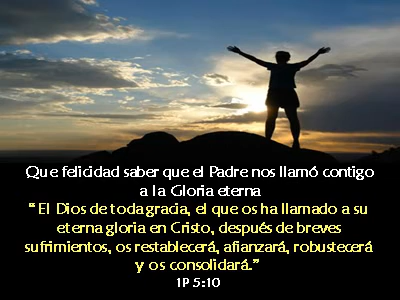 Que felicidad saber que el Padre nos llamó contigo
a la Gloria eterna
“ El Dios de toda gracia, el que os ha llamado a su
eterna gloria en Cristo, después de breves
sufrimientos, os restablecerá, afianzará, robustecerá
y os consolidará.”
1P 5:10